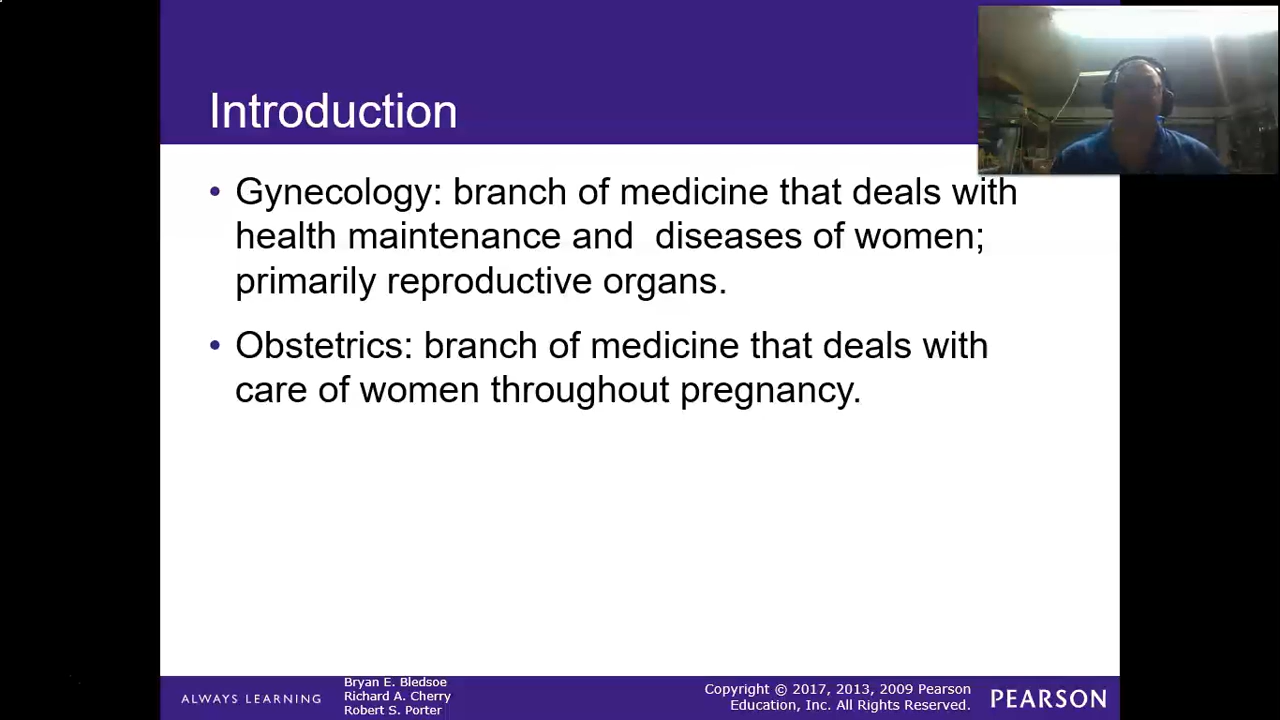 Introduction
• Gynecology: branch of medicine that deals with
health maintenance and  diseases of women;
primarily reproductive organs.
• Obstetrics: branch of medicine that deals with
care of women throughout pregnancy.
ALWAYS LEARNING
Bryan E. Bledsoe
Richard A. Cherry
Robert S. Porter
Copyright © 2017, 2013, 2009 Pearson
Education, Inc. All Rights Reserved.
PEARSON